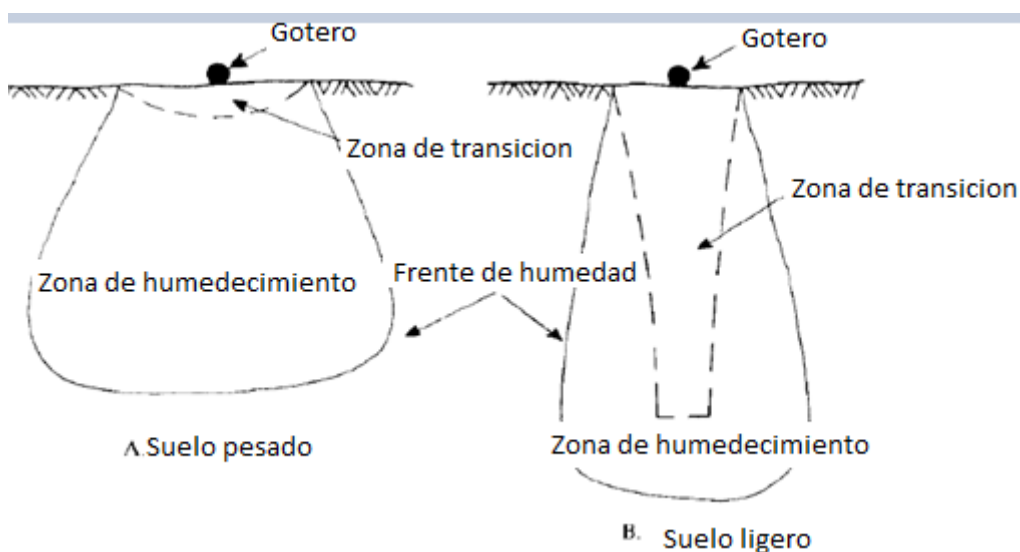 Gotero
Zona de transicion
Zona de humedecimiento
Frente de humedad
A. Suelo pesado
Gotero
Zona de transicion
Zona de humedecimiento
B. Suelo ligero